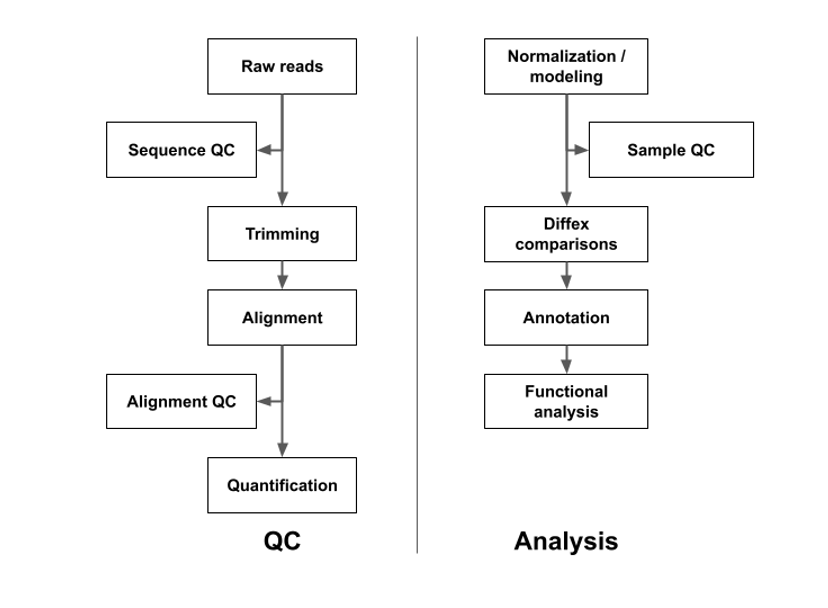 Raw reads
Sequence QC
Trimming
Alignment
Alignment QC
Quantification
QC
Normalization /
modeling
Sample QC
Diffex
comparisons
Annotation
Functional
analysis
Analysis